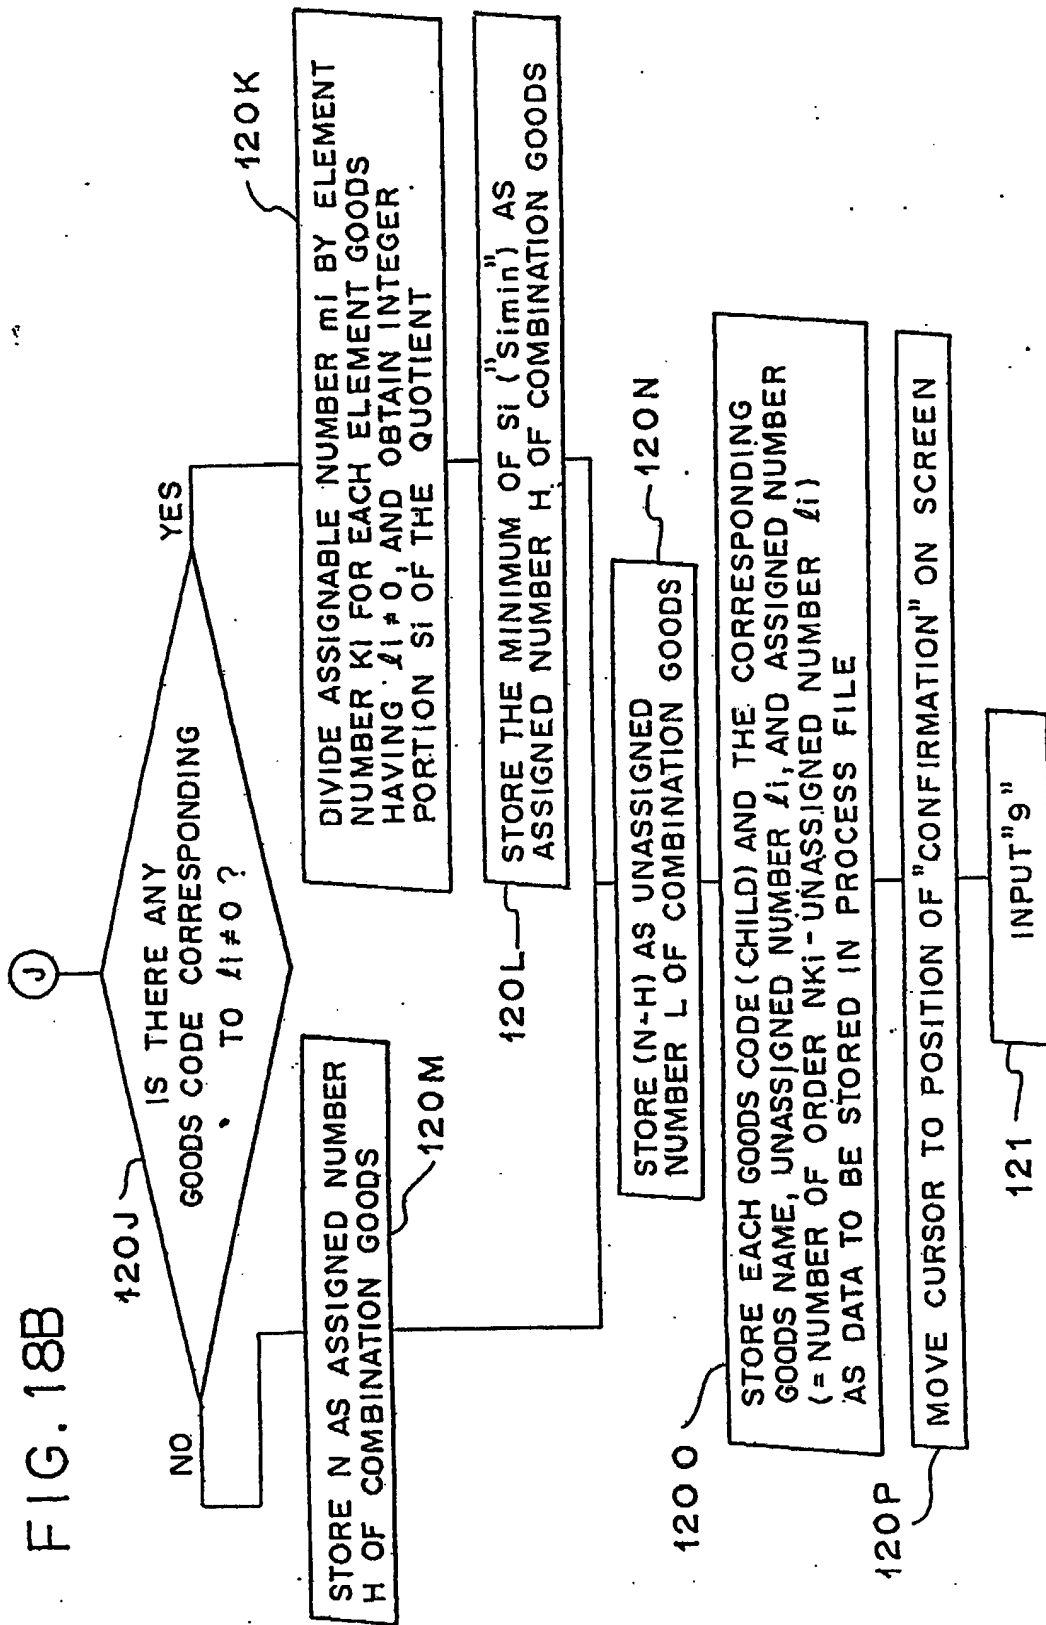 FIG. 18B
J
120J
IS THERE ANY
GOODS CODE CORRESPONDING
TO ℓi≠0?
NO
YES
120K
DIVIDE ASSIGNABLE NUMBER mi BY ELEMENT
NUMBER Ki FOR EACH ELEMENT GOODS
HAVING ℓi≠0, AND OBTAIN INTEGER
PORTION Si OF THE QUOTIENT
STORE N AS ASSIGNED NUMBER
H OF COMBINATION GOODS
120M
120L
STORE THE MINIMUM OF Si ("Simin") AS
ASSIGNED NUMBER H OF COMBINATION GOODS
STORE (N-H) AS UNASSIGNED
NUMBER L OF COMBINATION GOODS
120N
120O
STORE EACH GOODS CODE (CHILD) AND THE CORRESPONDING
GOODS NAME, UNASSIGNED NUMBER ℓi, AND ASSIGNED NUMBER
(=NUMBER OF ORDER NKi-UNASSIGNED NUMBER ℓi)
AS DATA TO BE STORED IN PROCESS FILE
120P
MOVE CURSOR TO POSITION OF "CONFIRMATION" ON SCREEN
121
INPUT "9"